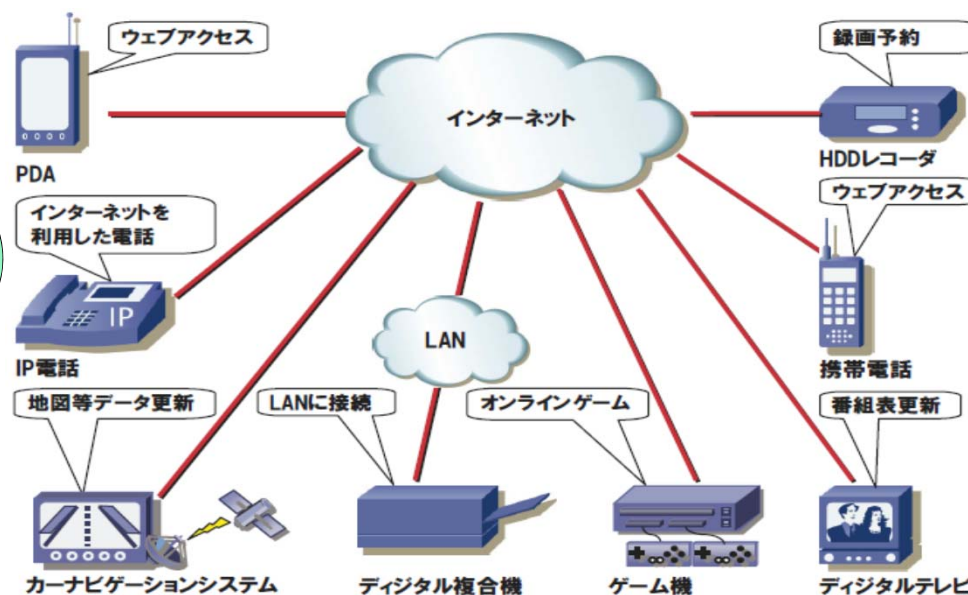 ウェブアクセス
PDA
インターネット
録画予約
HDDレコーダ
インターネットを
利用した電話
IP
IP電話
ウェブアクセス
携帯電話
LAN
地図等データ更新
カーナビゲーションシステム
LANに接続
ディジタル複合機
オンラインゲーム
ゲーム機
番組表更新
ディジタルテレビ